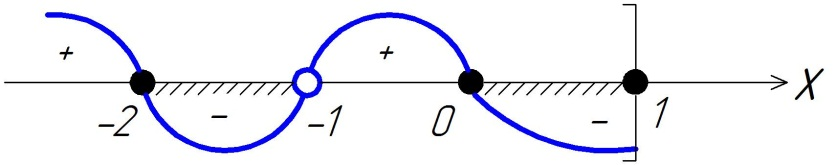 + +
X
- -
-2 -1 0 1